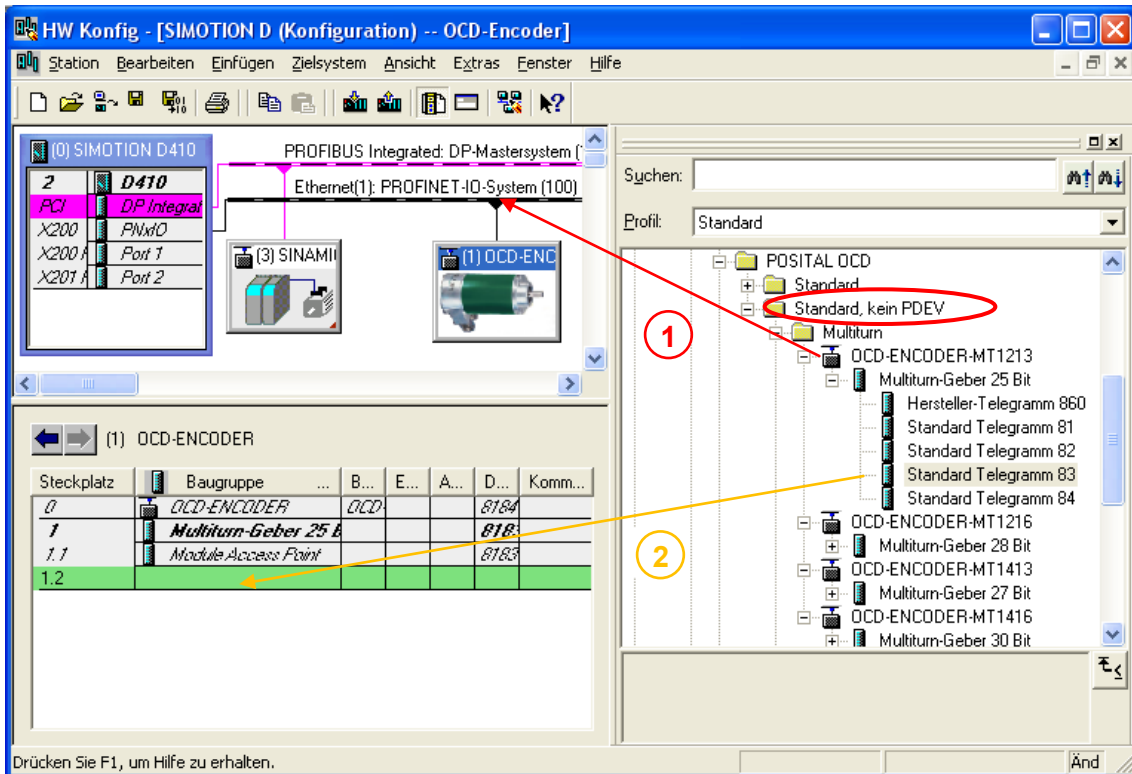 HW Konfig - [SIMOTION D (Konfiguration) -- OCD-Encoder]
Station Bearbeiten Einfügen Zielsystem Ansicht Extras Fenster Hilfe
(0) SIMOTION D410
2 D410
PCI DP Integrat
X200 PNxIO
X200 Port 1
X201 Port 2
PROFIBUS Integrated: DP-Mastersystem (
Ethernet(1): PROFINET-IO-System (100)
(3) SINAMI
(1) OCD-ENC
Suchen:
Profil: Standard
POSITAL OCD
Standard
Standard, kein PDEV
Multiturn
OCD-ENCODER-MT1213
Multiturn-Geber 25 Bit
Hersteller-Telegramm 860
Standard Telegramm 81
Standard Telegramm 82
Standard Telegramm 83
Standard Telegramm 84
OCD-ENCODER-MT1216
Multiturn-Geber 28 Bit
OCD-ENCODER-MT1413
Multiturn-Geber 27 Bit
OCD-ENCODER-MT1416
Multiturn-Geber 30 Bit
1
2
(1) OCD-ENCODER
Steckplatz Baugruppe ... B... E... A... D... Komm...
0 OCD-ENCODER OCD- 8184
1 Multiturn-Geber 25 B 8183
1.1 Module Access Point 8183
1.2
Drücken Sie F1, um Hilfe zu erhalten.
Änd